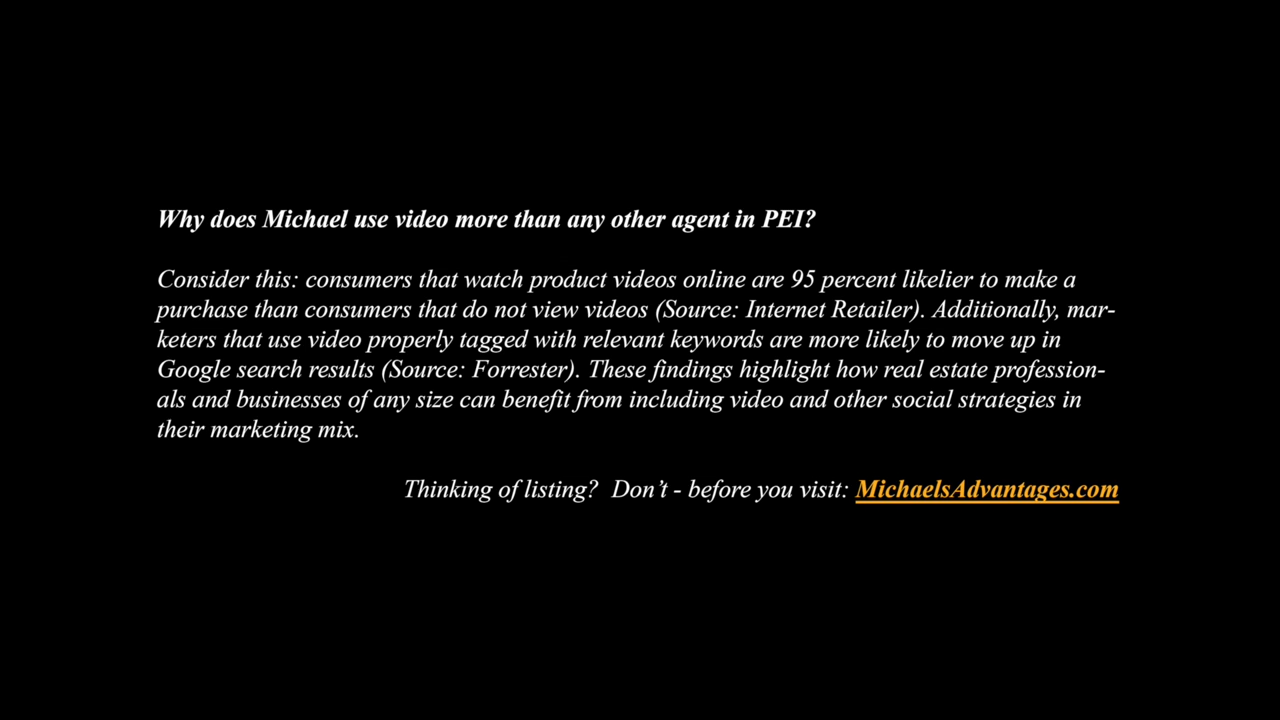 Why does Michael use video more than any other agent in PEI?
Consider this: consumers that watch product videos online are 95 percent likelier to make a
purchase than consumers that do not view videos (Source: Internet Retailer). Additionally, mar-
keters that use video properly tagged with relevant keywords are more likely to move up in
Google search results (Source: Forrester). These findings highlight how real estate profession-
als and businesses of any size can benefit from including video and other social strategies in
their marketing mix.
Thinking of listing?  Don’t - before you visit: MichaelsAdvantages.com